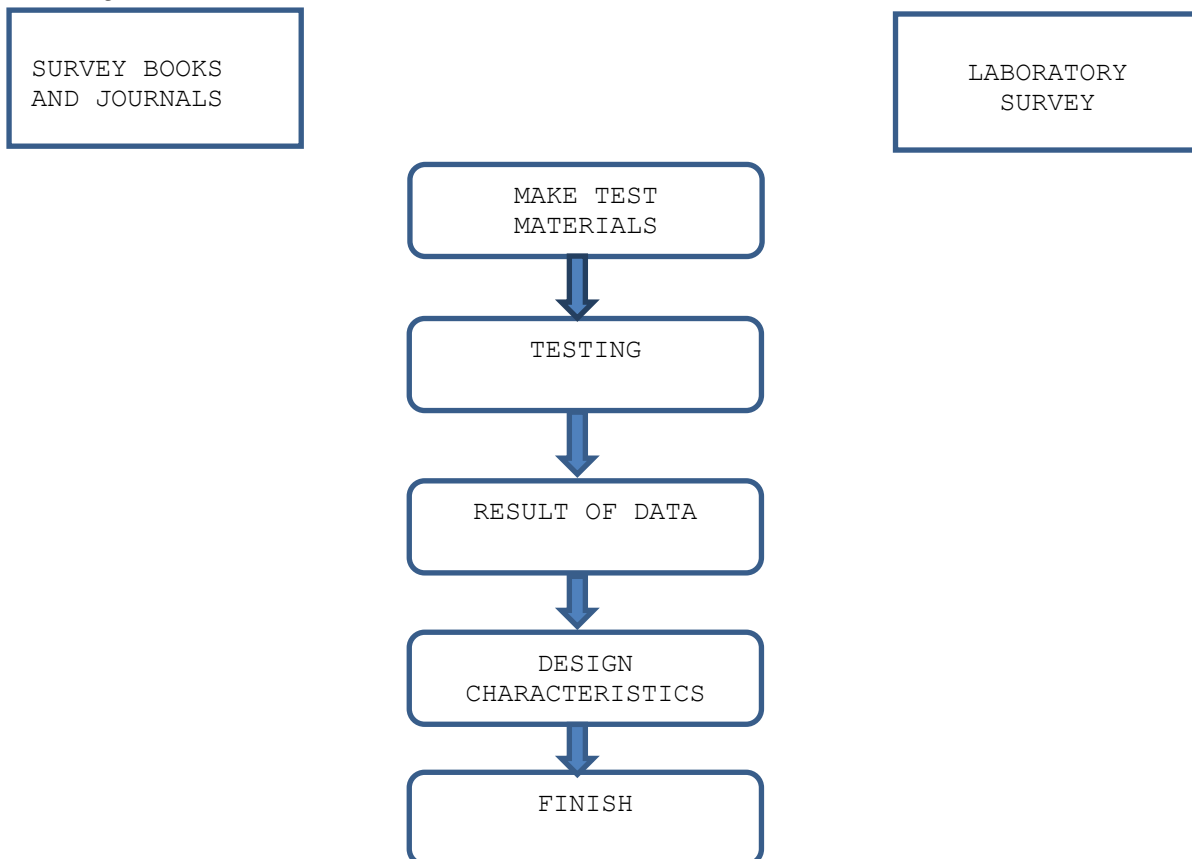 SURVEY BOOKS
AND JOURNALS
LABORATORY
SURVEY
MAKE TEST
MATERIALS
TESTING
RESULT OF DATA
DESIGN
CHARACTERISTICS
FINISH